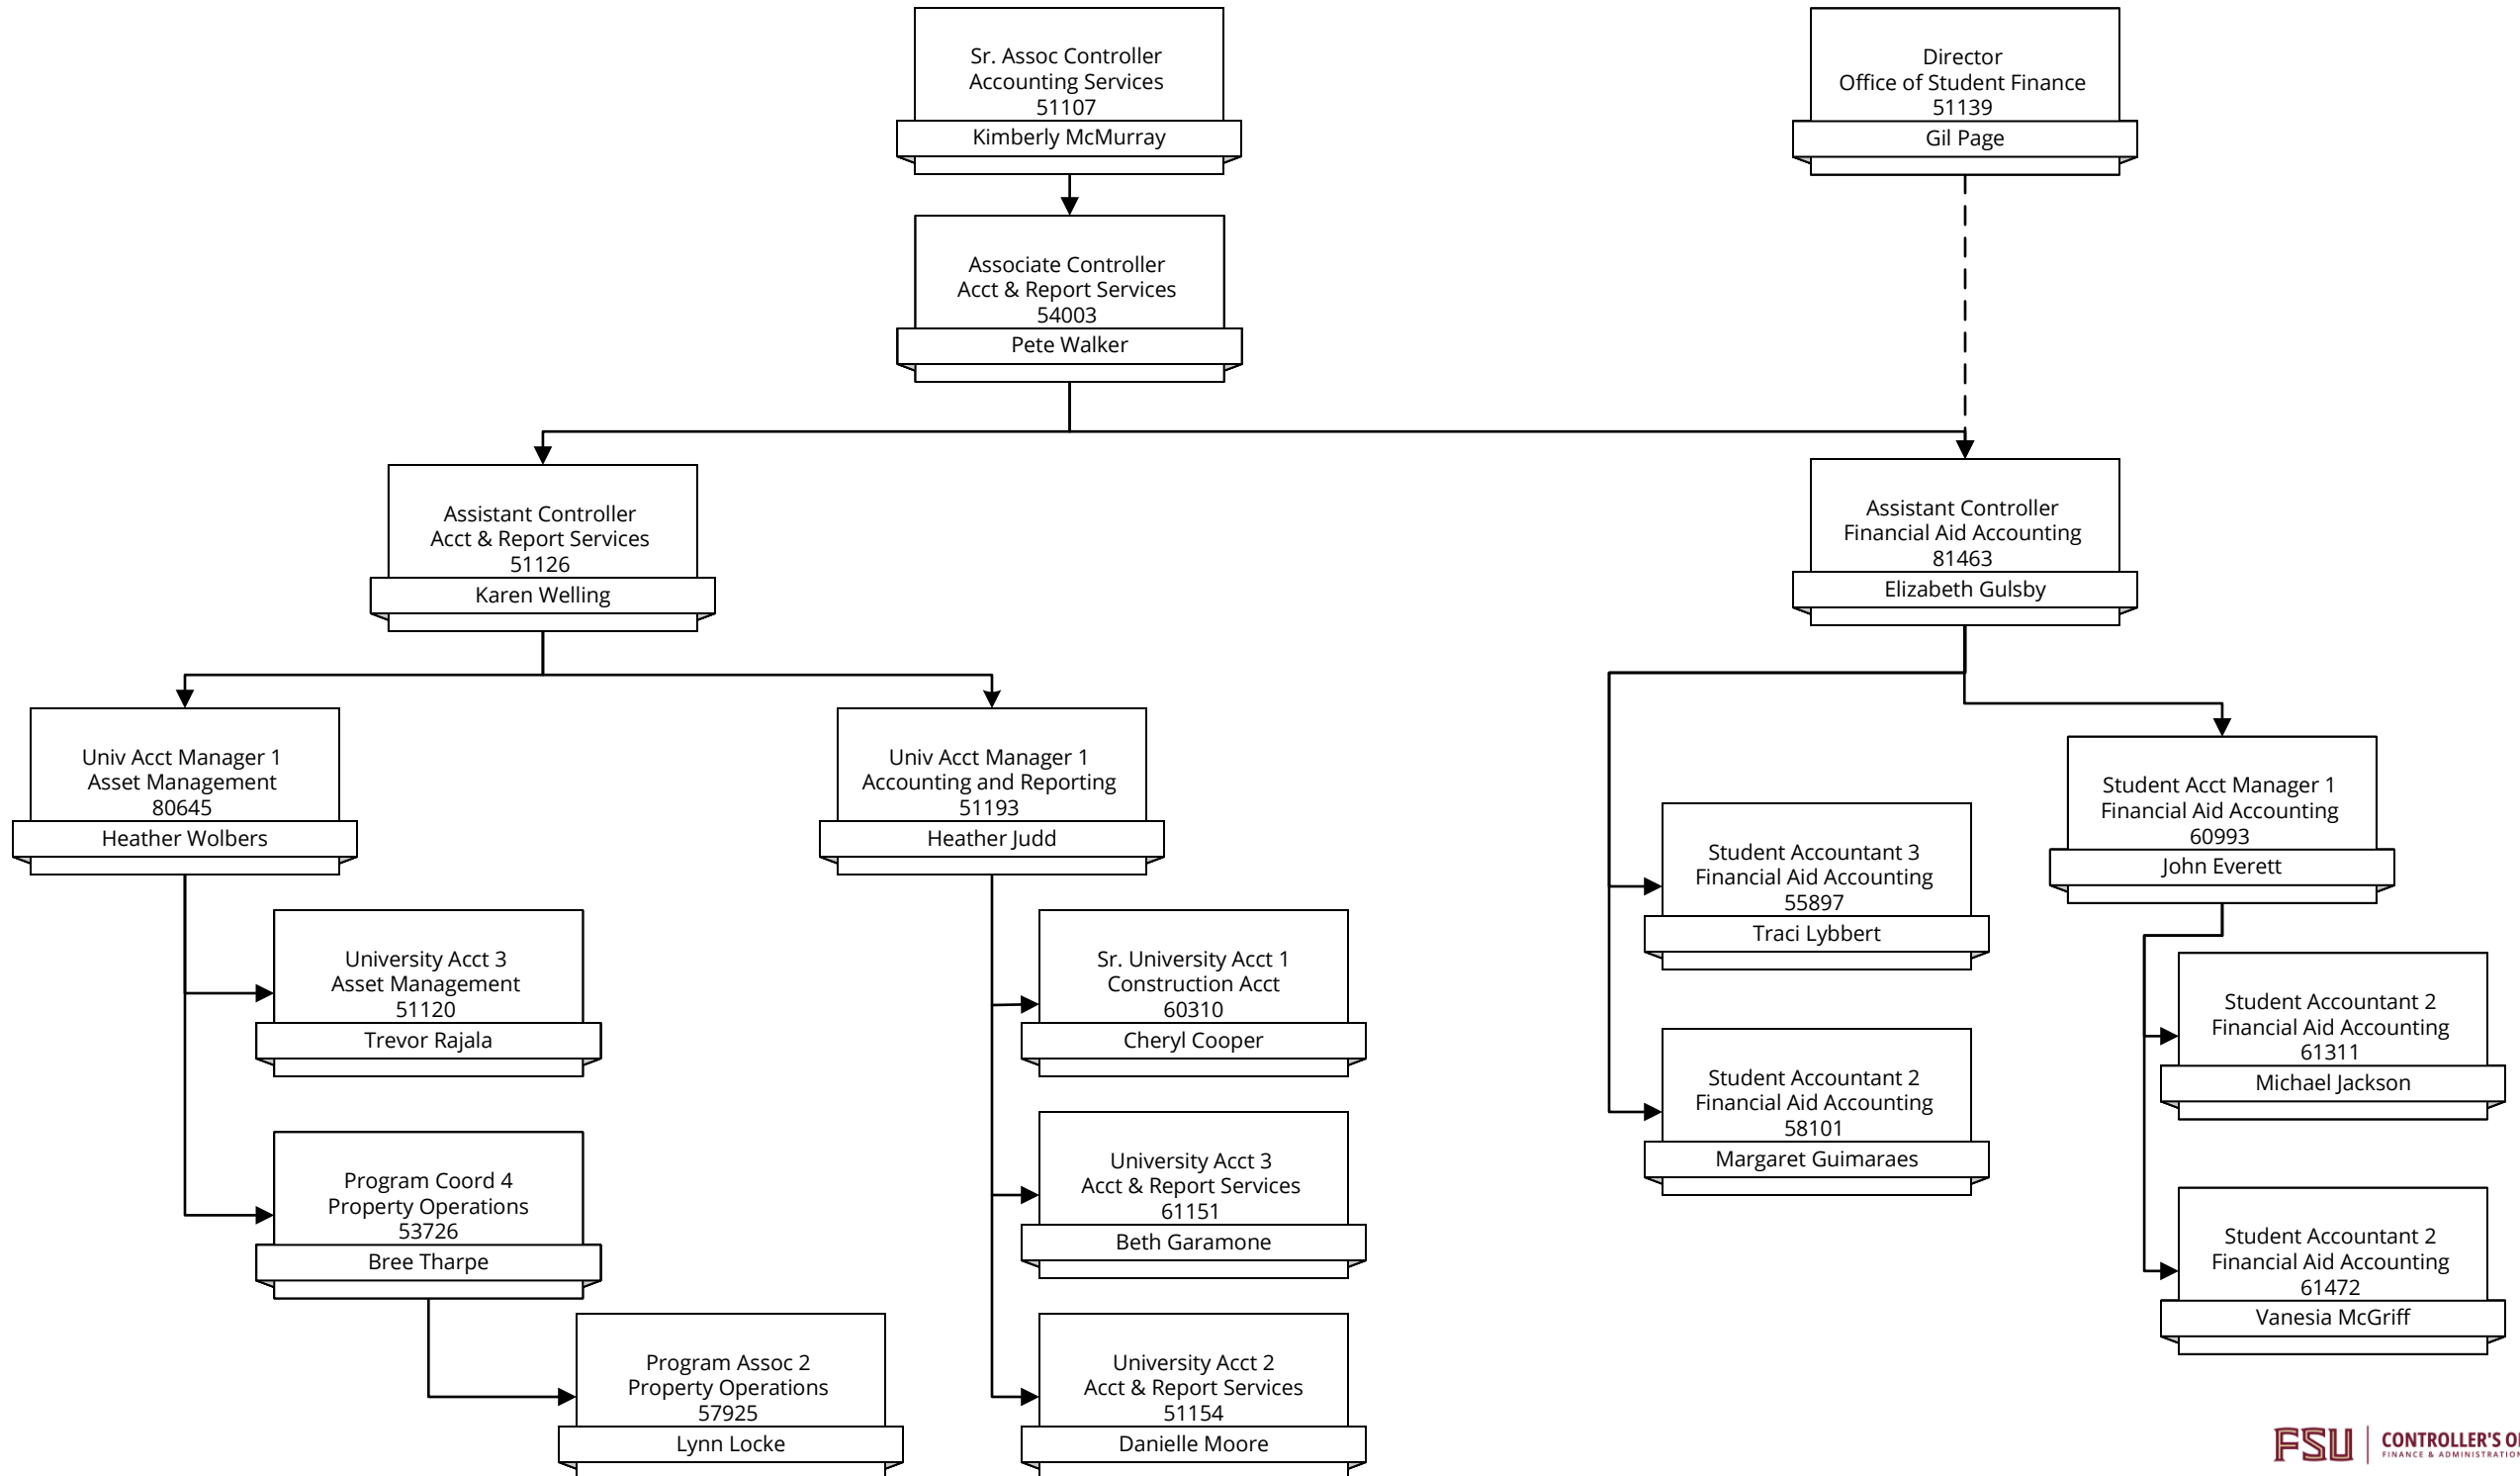 Sr. Assoc Controller
Accounting Services
51107
Kimberly McMurray
Director
Office of Student Finance
51139
Gil Page
Associate Controller
Acct & Report Services
54003
Pete Walker
Assistant Controller
Acct & Report Services
51126
Karen Welling
Assistant Controller
Financial Aid Accounting
81463
Elizabeth Gulsby
Univ Acct Manager 1
Asset Management
80645
Heather Wolbers
Univ Acct Manager 1
Accounting and Reporting
51193
Heather Judd
Student Acct Manager 1
Financial Aid Accounting
60993
John Everett
Student Accountant 3
Financial Aid Accounting
55897
Traci Lybbert
University Acct 3
Asset Management
51120
Trevor Rajala
Sr. University Acct 1
Construction Acct
60310
Cheryl Cooper
Student Accountant 2
Financial Aid Accounting
61311
Michael Jackson
Student Accountant 2
Financial Aid Accounting
58101
Margaret Guimaraes
University Acct 3
Acct & Report Services
61151
Beth Garamone
Program Coord 4
Property Operations
53726
Bree Tharpe
Student Accountant 2
Financial Aid Accounting
61472
Vanesia McGriff
Program Assoc 2
Property Operations
57925
Lynn Locke
University Acct 2
Acct & Report Services
51154
Danielle Moore
FSU
CONTROLLER'S
FINANCE & ADMINISTRATION